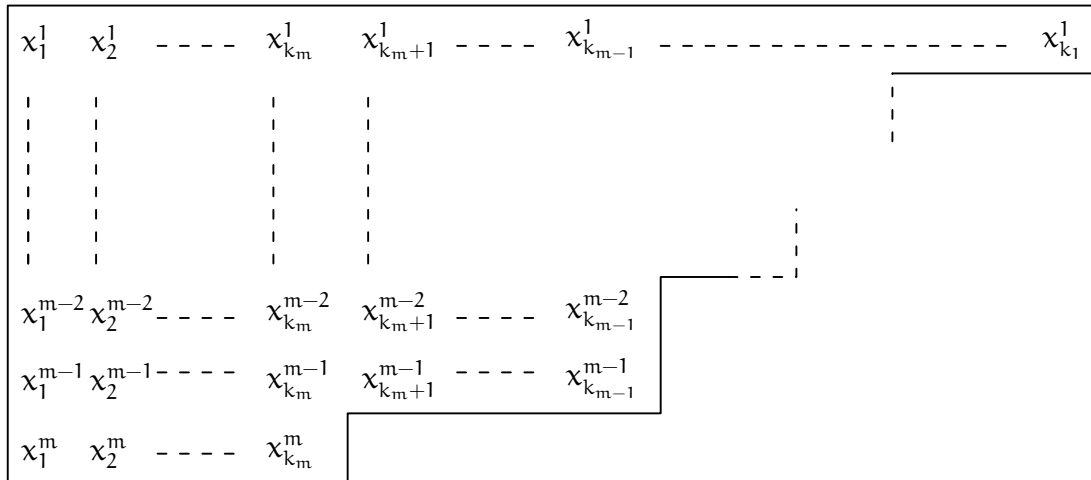 x_1^1 x_2^1 ---- x_{k_m}^1 x_{k_m+1}^1 ---- x_{k_{m-1}}^1 ---------------- x_{k_1}^1
x_1^{m-2} x_2^{m-2} ---- x_{k_m}^{m-2} x_{k_m+1}^{m-2} ---- x_{k_{m-1}}^{m-2}
x_1^{m-1} x_2^{m-1} ---- x_{k_m}^{m-1} x_{k_m+1}^{m-1} ---- x_{k_{m-1}}^{m-1}
x_1^m x_2^m ---- x_{k_m}^m